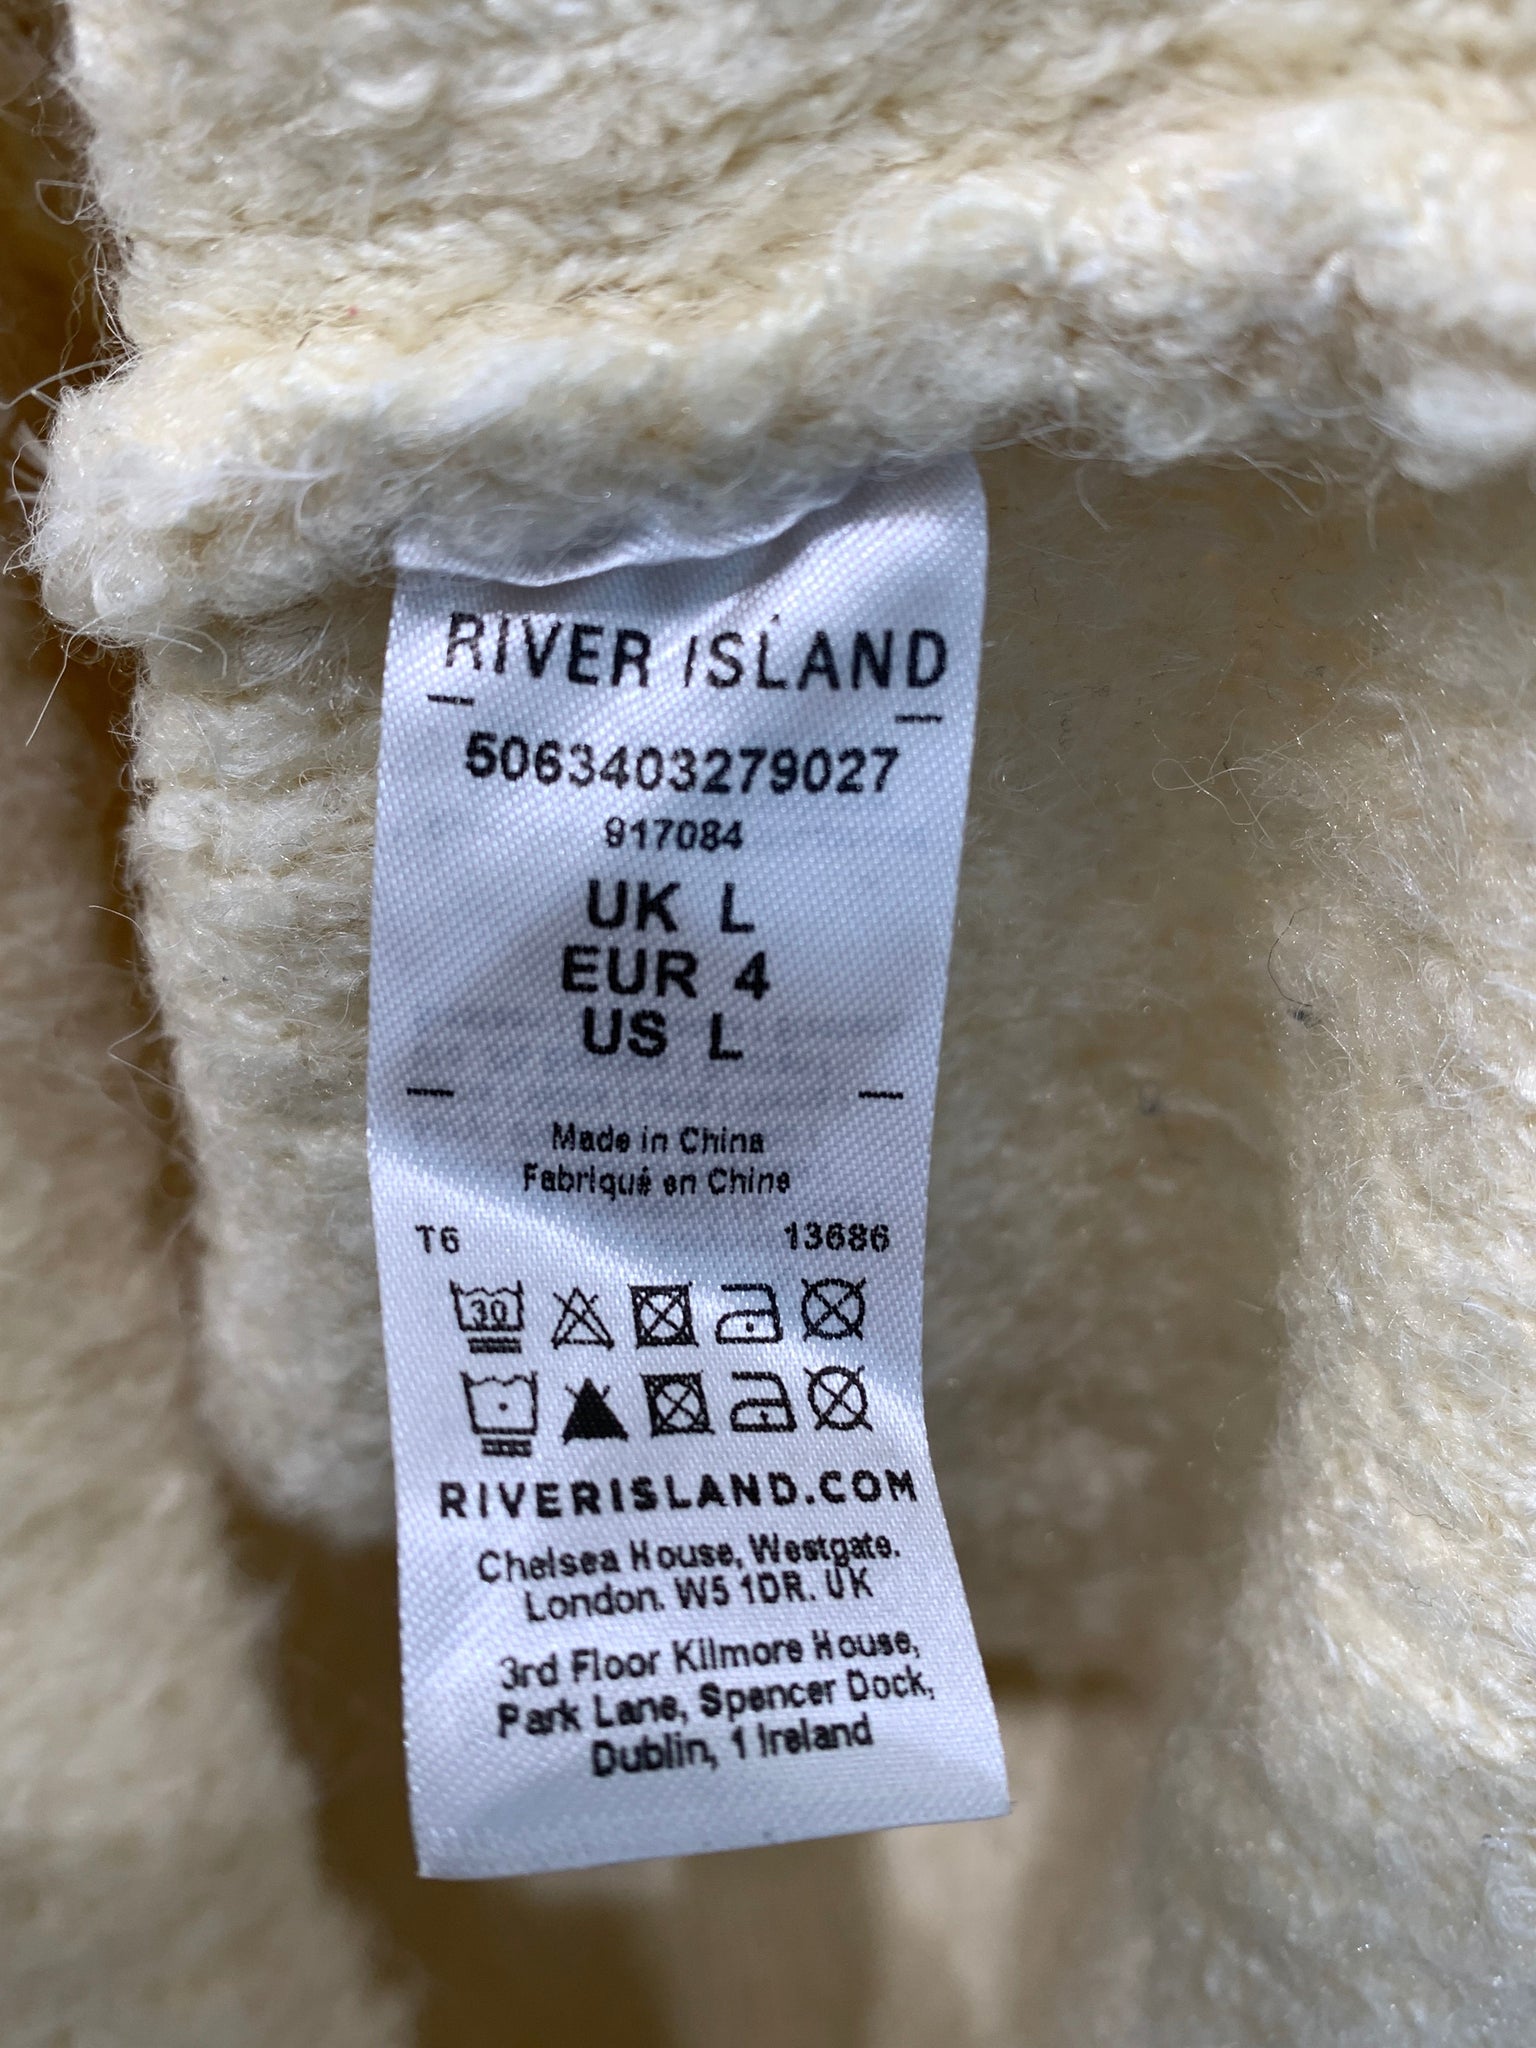 RIVER ISLAND
5063403279027
917084
UK L
EUR 4
US L
Made in China
Fabriqué en Chine
T6 13686
30
RIVERISLAND.COM
Chelsea House, Westgate.
London. W5 1DR. UK
3rd Floor Kilmore House,
Park Lane, Spencer Dock,
Dublin, 1 Ireland